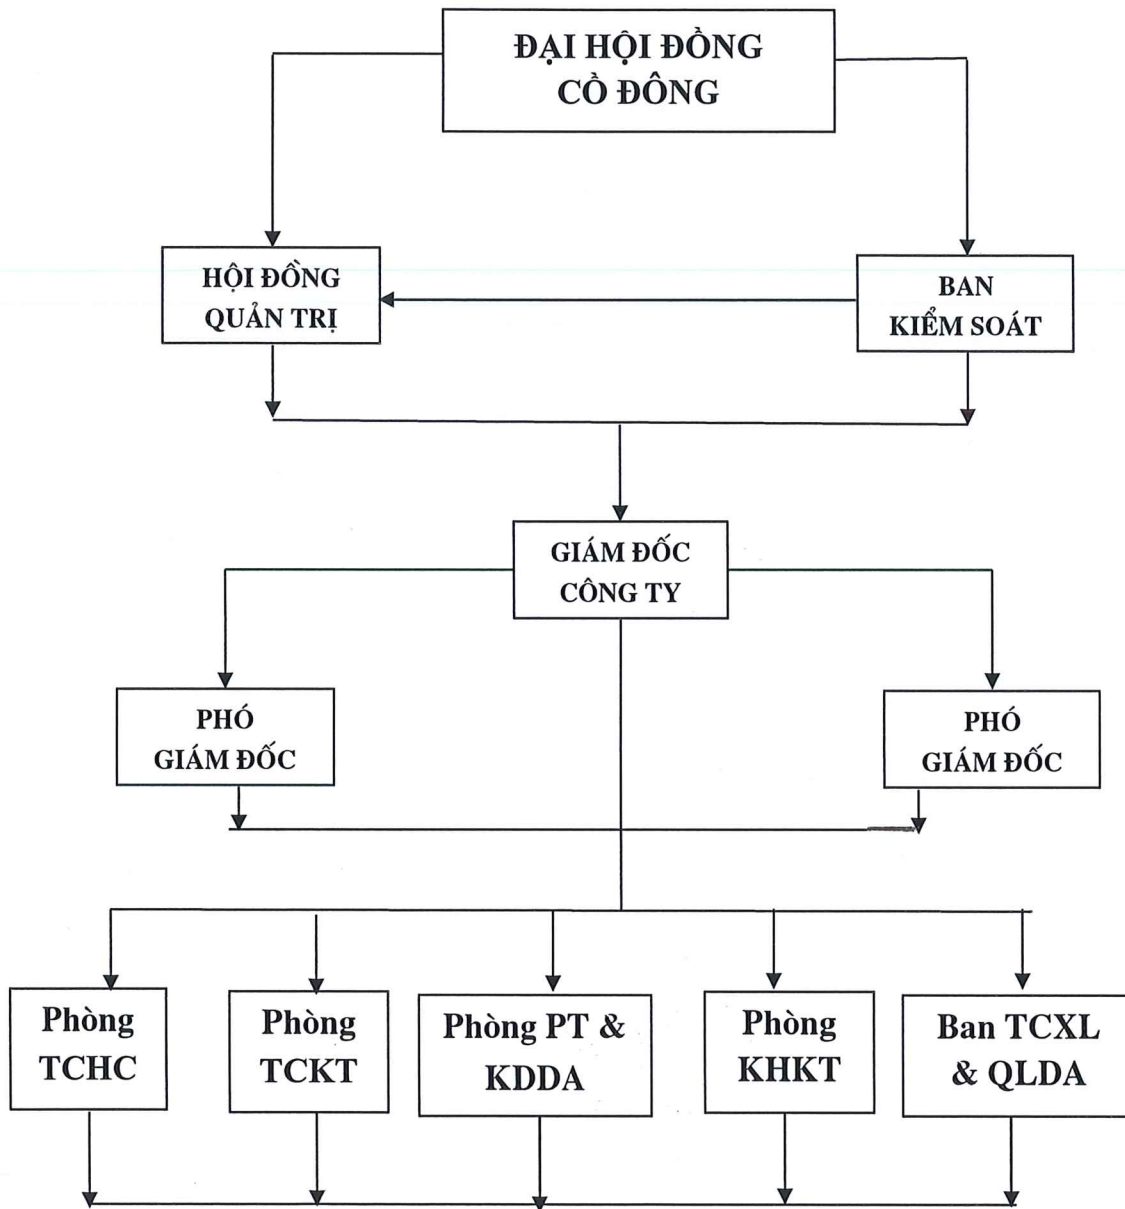 ĐẠI HỘI ĐỒNG
CỔ ĐÔNG
HỘI ĐỒNG
QUẢN TRỊ
BAN
KIỂM SOÁT
GIÁM ĐỐC
CÔNG TY
PHÓ
GIÁM ĐỐC
PHÓ
GIÁM ĐỐC
Phòng
TCHC
Phòng
TCKT
Phòng PT &
KDDA
Phòng
KHKT
Ban TCXL
& QLDA